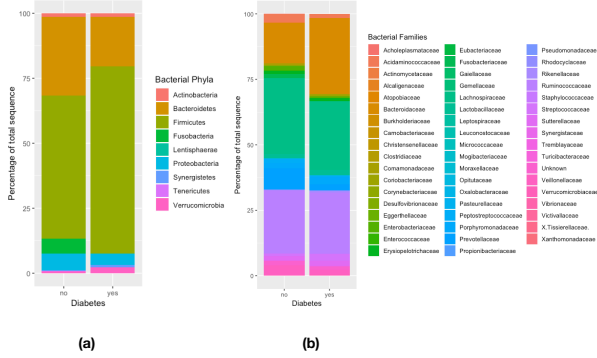 Percentage of total sequence
100
75
50
25
0
no
yes
Diabetes
Bacterial Phyla
Actinobacteria
Bacteroidetes
Firmicutes
Fusobacteria
Lentisphaerae
Proteobacteria
Synergistetes
Tenericutes
Verrucomicrobia
(a)
Percentage of total sequence
100
75
50
25
0
no
yes
Diabetes
Bacterial Families
Acholeplasmataceae
Acidaminococcaceae
Actinomycetaceae
Alcaligenaceae
Atopobiaceae
Bacteroidaceae
Burkholderiaceae
Carnobacteriaceae
Christensenellaceae
Clostridiaceae
Comamonadaceae
Coriobacteriaceae
Corynebacteriaceae
Desulfovibrionaceae
Eggerthellaceae
Enterobacteriaceae
Enterococcaceae
Erysipelotrichaceae
Eubacteriaceae
Fusobacteriaceae
Gaiellaceae
Gemellaceae
Lachnospiraceae
Lactobacillaceae
Leptospiraceae
Leuconostocaceae
Micrococcaceae
Mogibacteriaceae
Moraxellaceae
Opitutaceae
Oxalobacteraceae
Pasteurellaceae
Peptostreptococcaceae
Porphyromonadaceae
Prevotellaceae
Propionibacteriaceae
Pseudomonadaceae
Rhodocyclaceae
Rikenellaceae
Ruminococcaceae
Staphylococcaceae
Streptococcaceae
Sutterellaceae
Synergistaceae
Tremblayaceae
Turicibacteraceae
Unknown
Veillonellaceae
Verrucomicrobiaceae
Vibrionaceae
Victivallaceae
X.Tissierellaceae.
Xanthomonadaceae
(b)